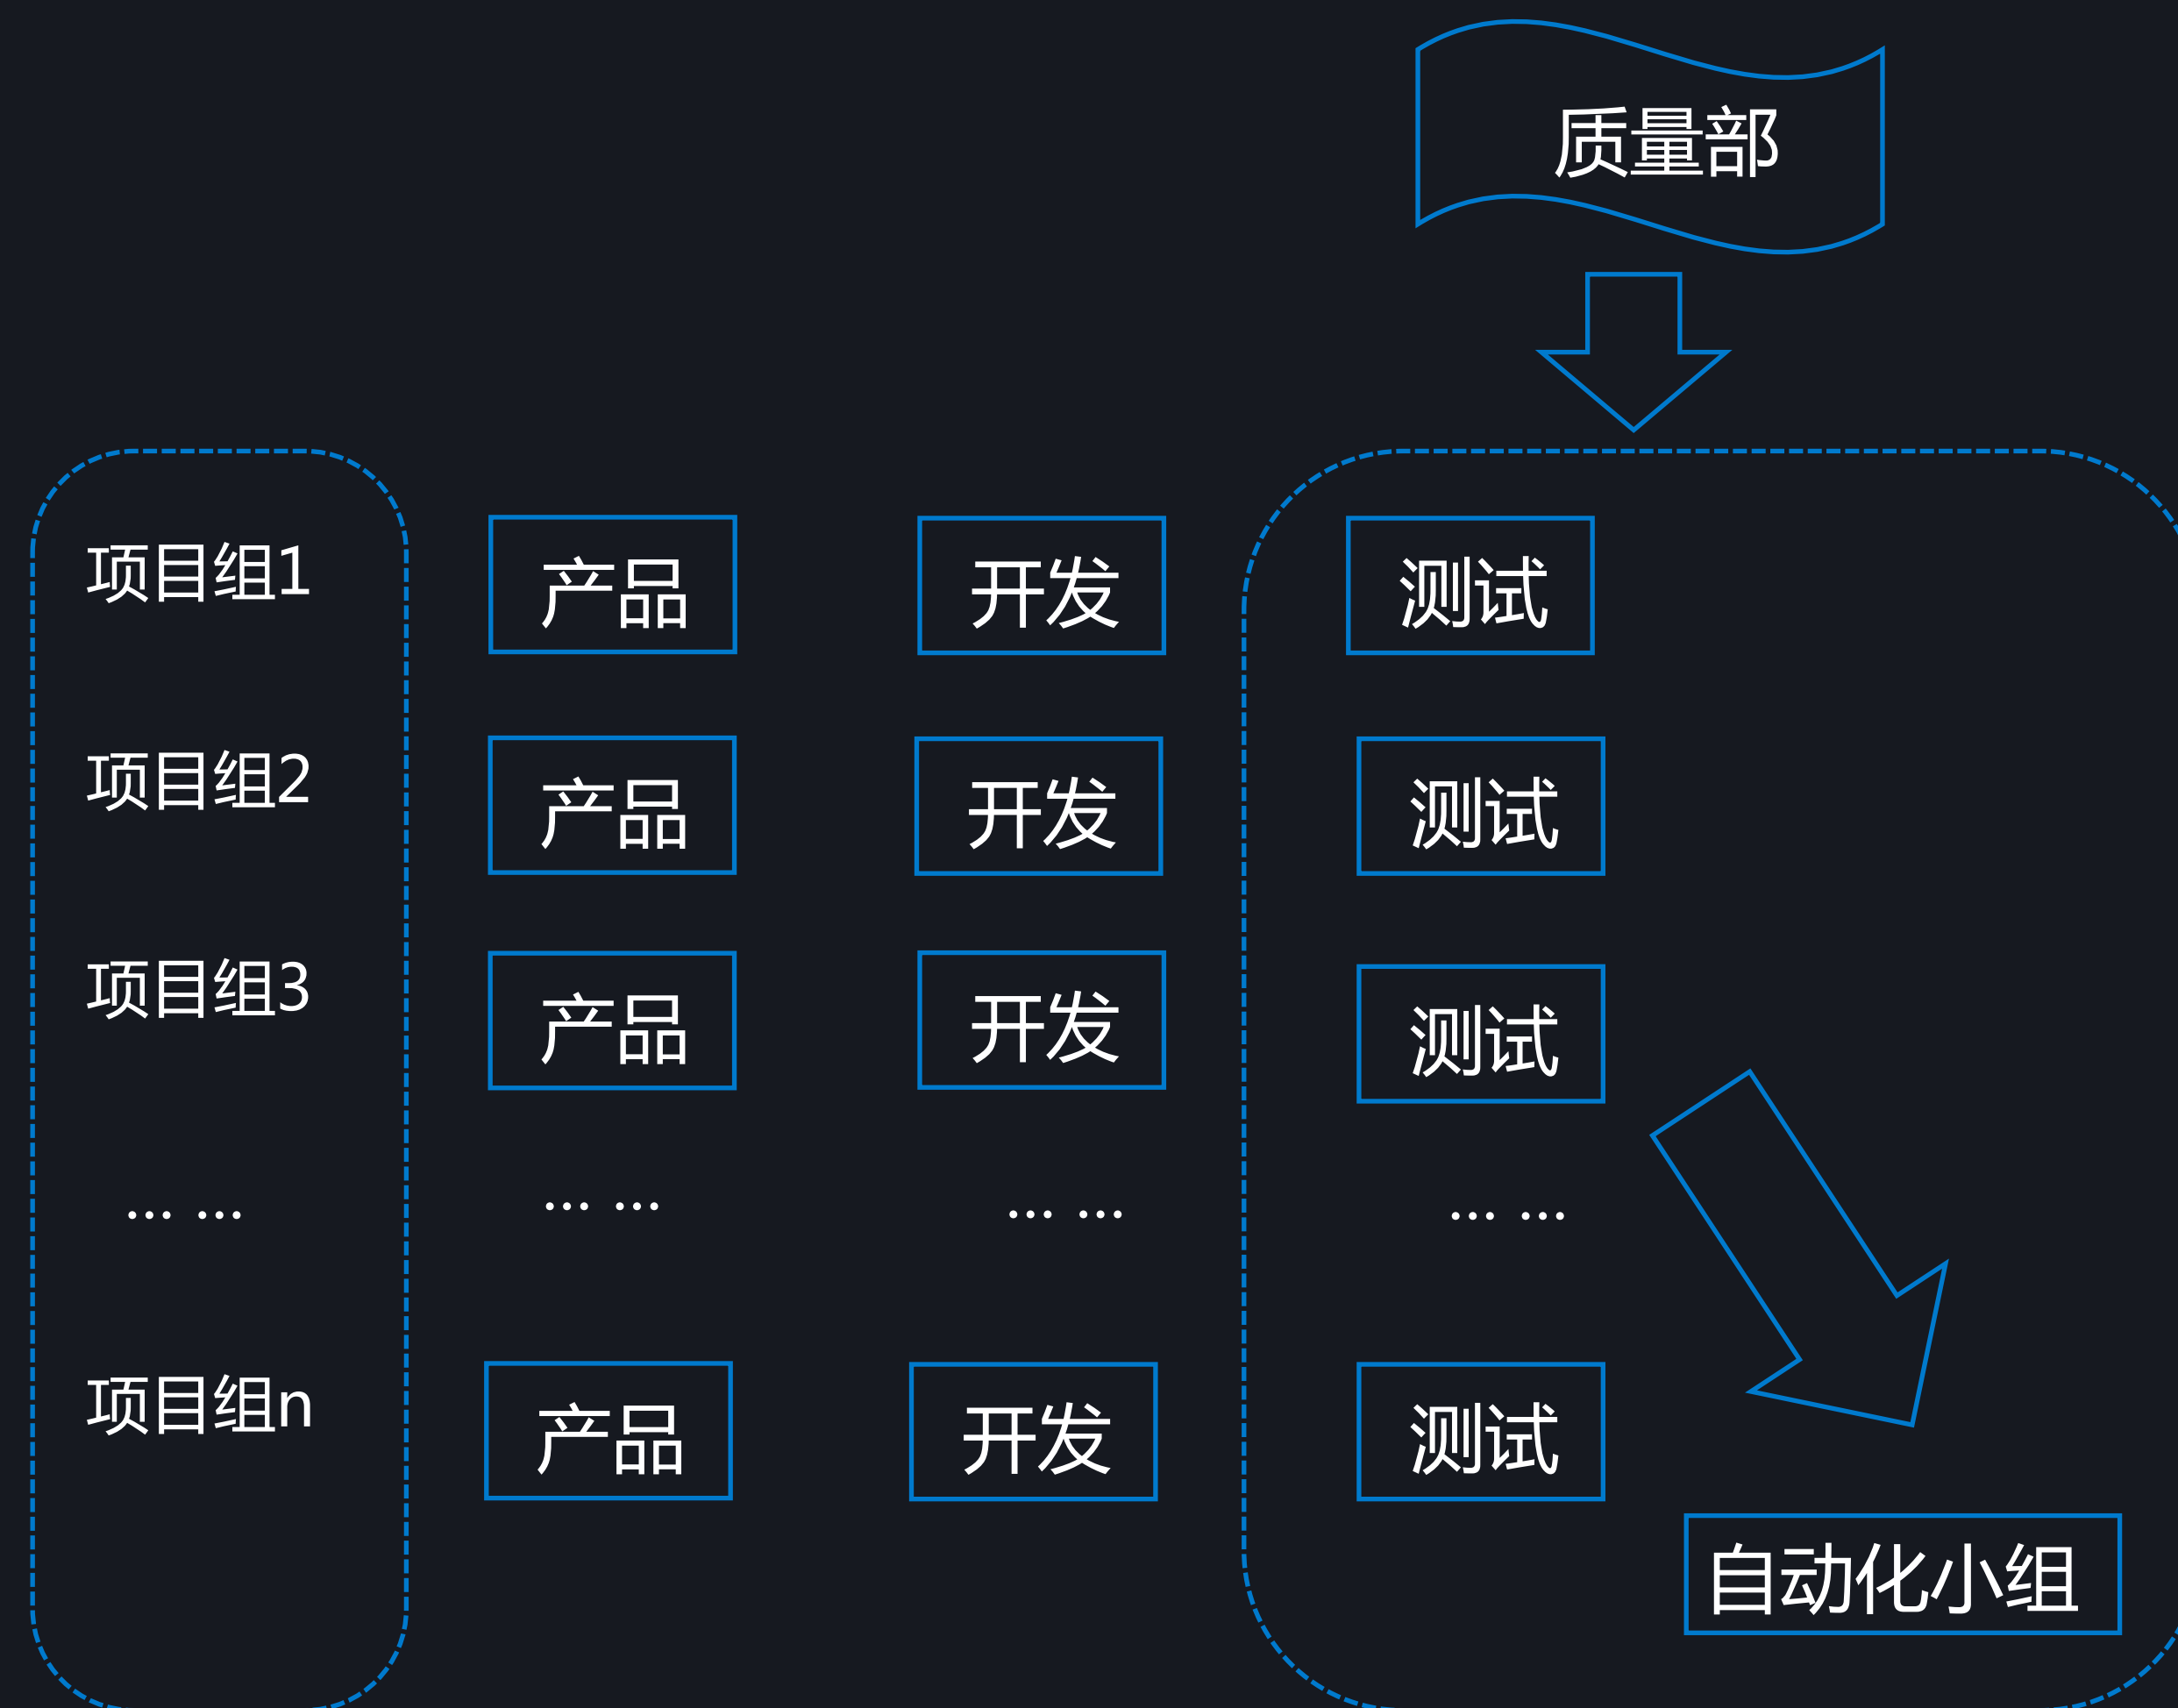 质量部
项目组1
产品
开发
测试
项目组2
产品
开发
测试
项目组3
产品
开发
测试
... ...
... ...
... ...
... ...
项目组n
产品
开发
测试
自动化小组